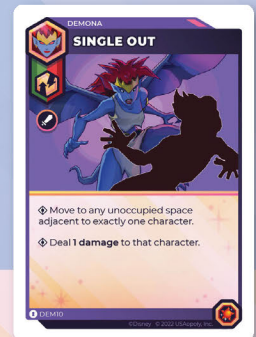 DEMONA
SINGLE OUT
◈ Move to any unoccupied space
adjacent to exactly one character.
◈ Deal 1 damage to that character.
DEM10
©Disney © 2022 USAopoly, Inc.